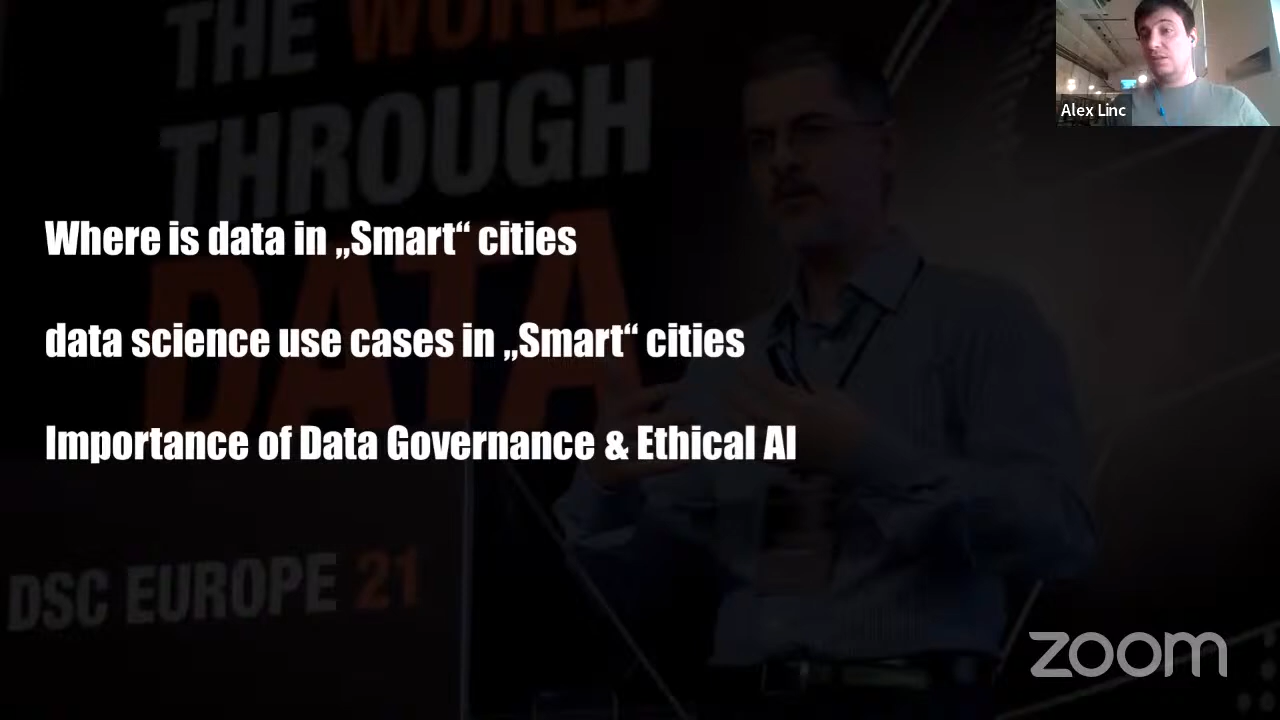 THE WORLD
THROUGH
DATA
Alex Linc
Where is data in „Smart“ cities
data science use cases in „Smart“ cities
Importance of Data Governance & Ethical AI
DSC EUROPE 21
zoom